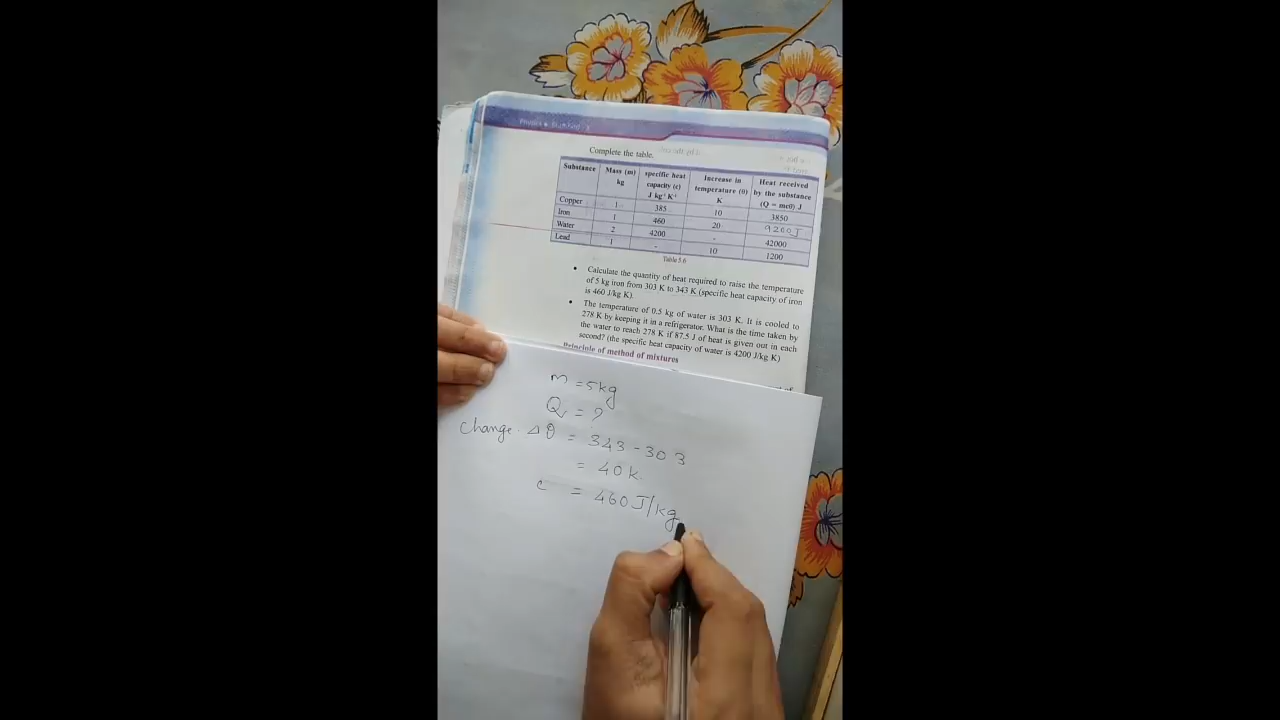 Physics • Standard X
Complete the table.
Substance Mass (m) kg specific heat capacity (c) J kg⁻¹ K⁻¹ Increase in temperature (θ) K Heat received by the substance (Q = mcθ) J
Copper 1 385 10 3850
Iron 1 460 20 9200J
Water 2 4200 - 42000
Lead 1 - 10 1200
Table 5.6
• Calculate the quantity of heat required to raise the temperature
of 5 kg iron from 303 K to 343 K (specific heat capacity of iron
is 460 J/kg K).
• The temperature of 0.5 kg of water is 303 K. It is cooled to
278 K by keeping it in a refrigerator. What is the time taken by
the water to reach 278 K if 87.5 J of heat is given out in each
second? (the specific heat capacity of water is 4200 J/kg K)
Principle of method of mixtures
m = 5kg
Q = ?
Change Δθ = 343 - 303
= 40 K
c = 460 J/kg